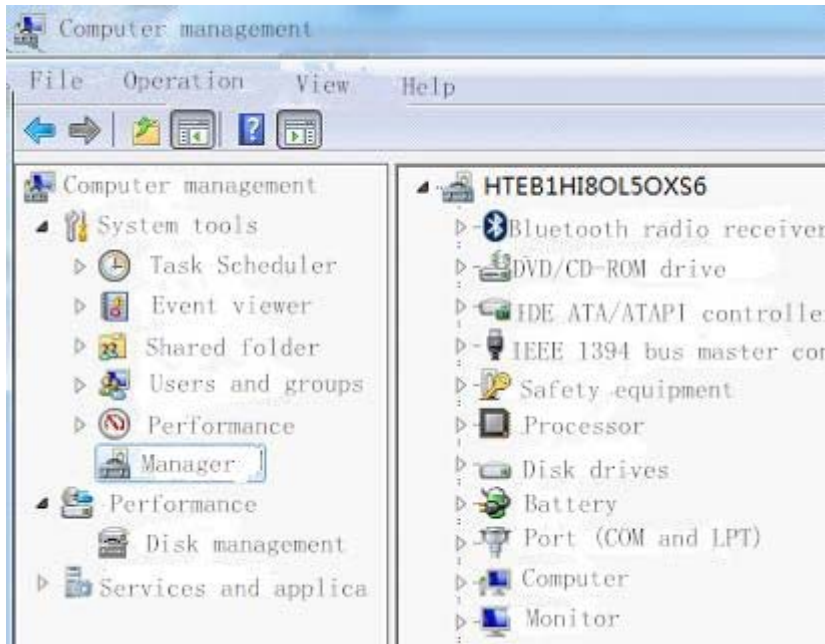 Computer management
File Operation View Help
Computer management
System tools
Task Scheduler
Event viewer
Shared folder
Users and groups
Performance
Manager
Performance
Disk management
Services and applica
HTEB1HI8OL5OXS6
Bluetooth radio receiver
DVD/CD-ROM drive
IDE ATA/ATAPI controlle
IEEE 1394 bus master con
Safety equipment
Processor
Disk drives
Battery
Port (COM and LPT)
Computer
Monitor